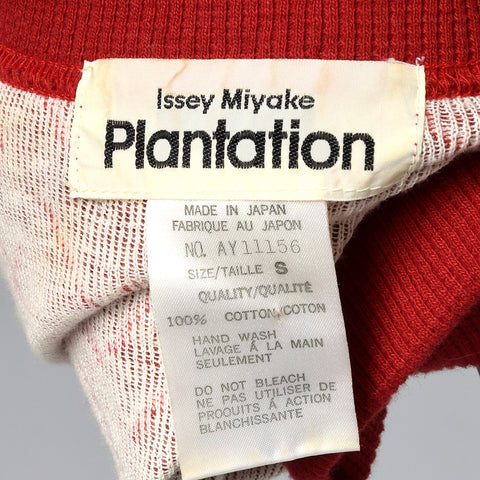 Issey Miyake
Plantation
MADE IN JAPAN
FABRIQUE AU JAPON
NO. AY11156
SIZE/TAILLE S
QUALITY/QUALITÉ
100% COTTON/COTON
HAND WASH
LAVAGE Á LA MAIN
SEULEMENT
DO NOT BLEACH
NE PAS UTILISER DE
PRODUITS Á ACTION
BLANCHISSANTE